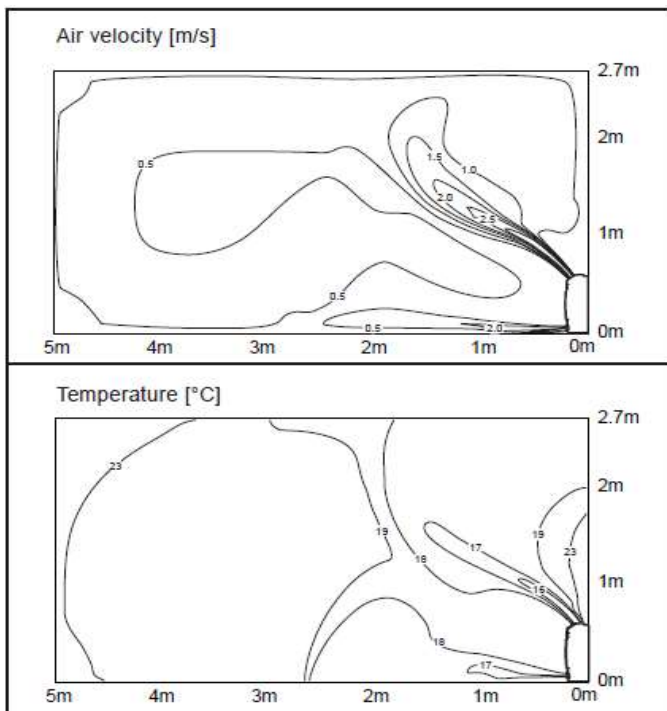 Air velocity [m/s]
2.7m
2m
1.5
1.0
0.5
2.0
2.5
1m
0.5
0.5
2.0
0m
5m 4m 3m 2m 1m 0m
Temperature [°C]
2.7m
23
2m
19
17
19
23
18
15
1m
18
17
0m
5m 4m 3m 2m 1m 0m